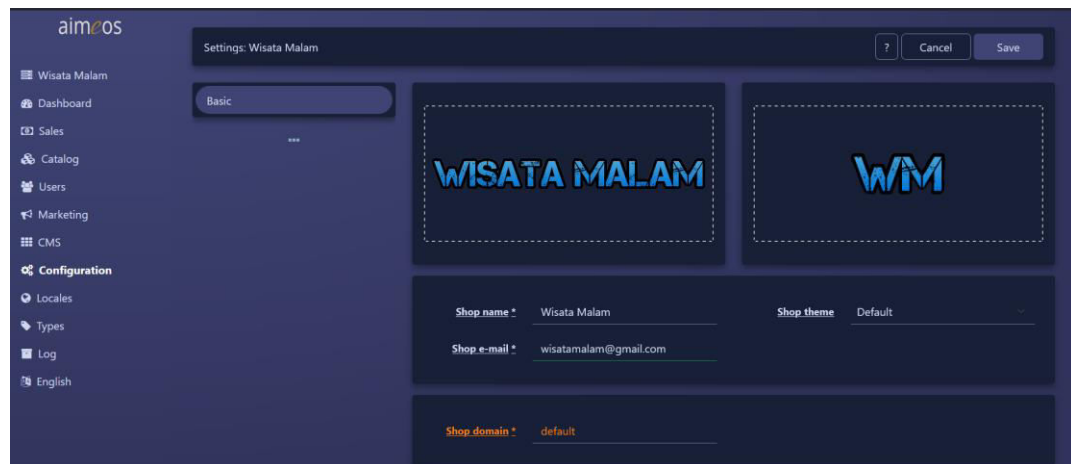 aimeos
Settings: Wisata Malam
?
Cancel
Save
Wisata Malam
Dashboard
Sales
Catalog
Users
Marketing
CMS
Configuration
Locales
Types
Log
English
Basic
WISATA MALAM
WM
Shop name *
Wisata Malam
Shop theme
Default
Shop e-mail *
wisatamalam@gmail.com
Shop domain *
default